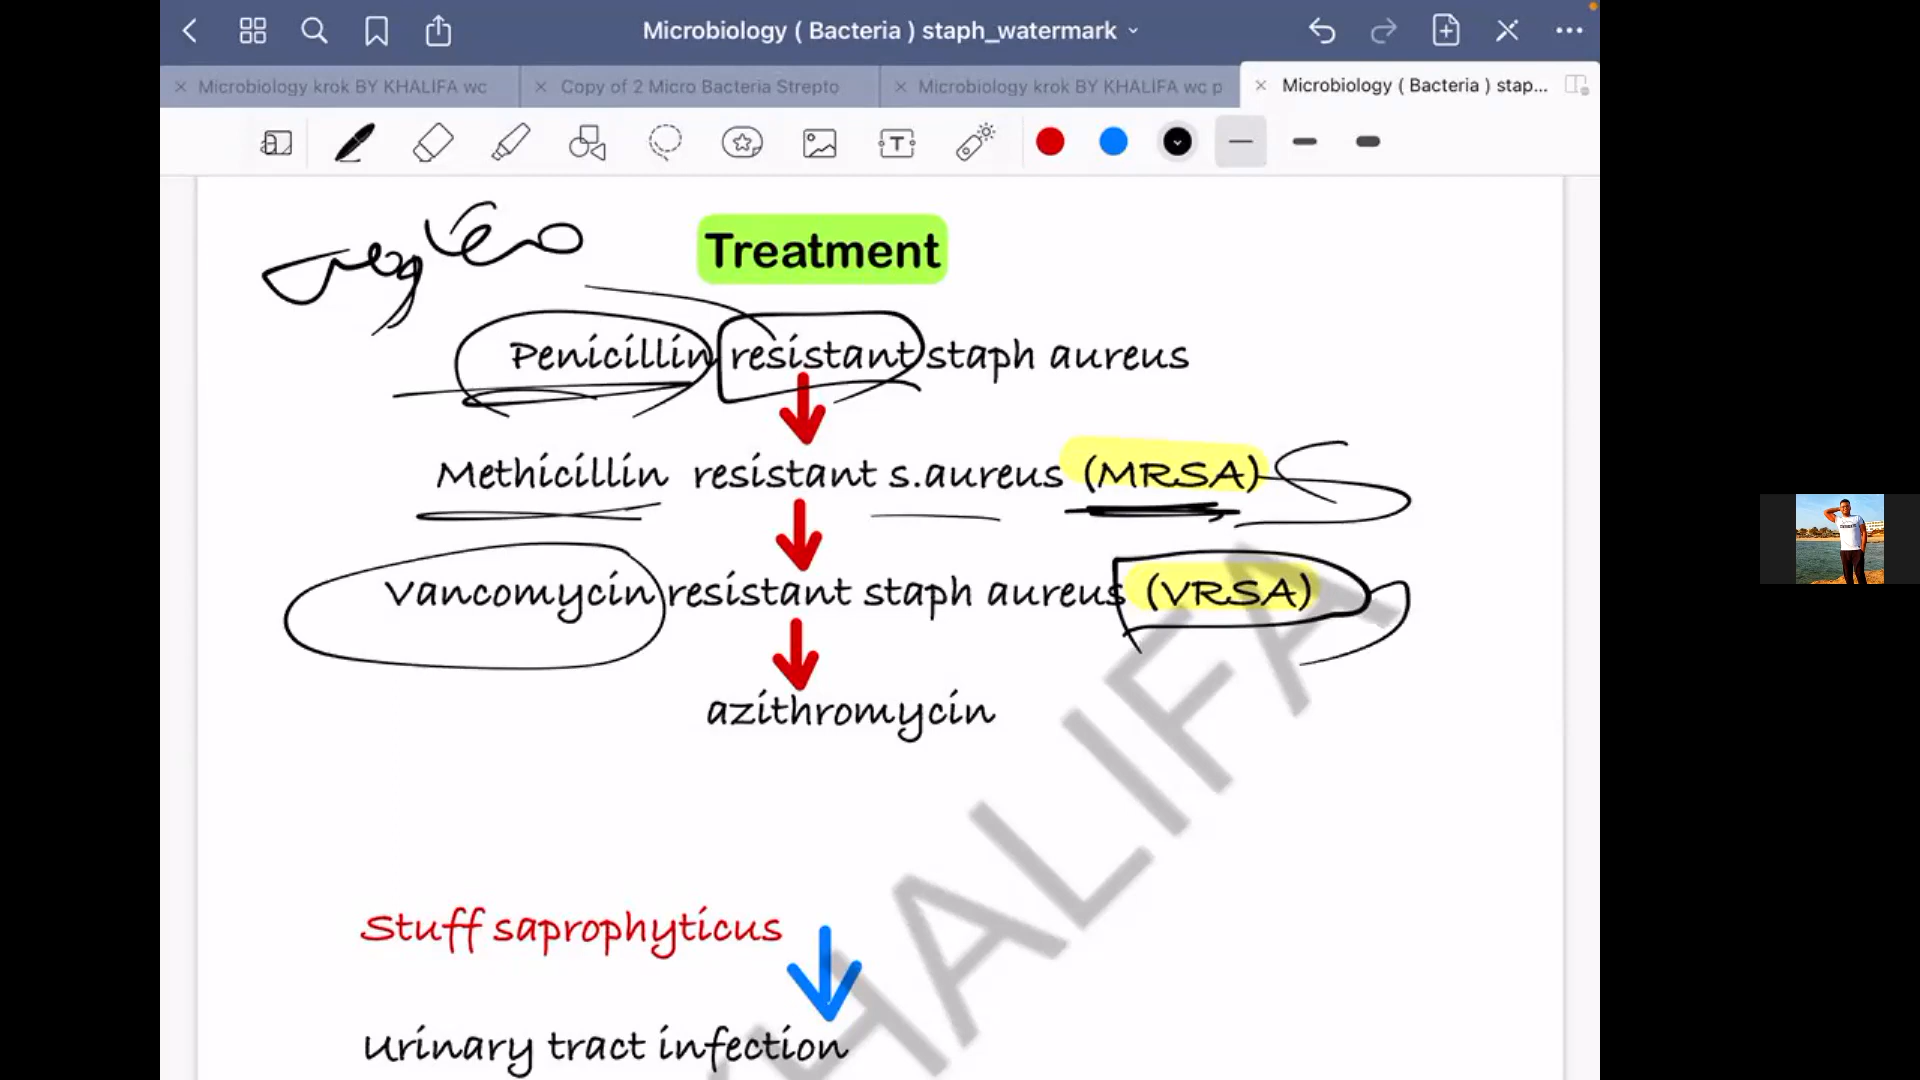 Microbiology ( Bacteria ) staph_watermark
Microbiology krok BY KHALIFA wc
Copy of 2 Micro Bacteria Strepto
Microbiology krok BY KHALIFA wc p
Microbiology ( Bacteria ) stap...
Treatment
Penicillin resistant staph aureus
Methicillin resistant s.aureus (MRSA)
Vancomycin resistant staph aureus (VRSA)
azithromycin
Stuff saprophyticus
Urinary tract infection
KHALIFA